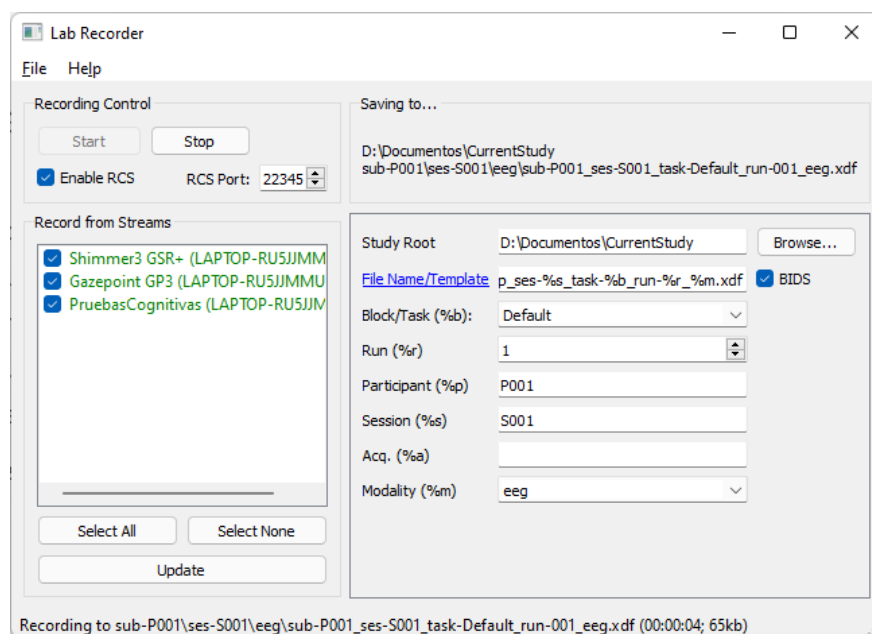 Lab Recorder
File Help
Recording Control
Start Stop
Enable RCS RCS Port: 22345
Saving to...
D:\Documentos\CurrentStudy
sub-P001\ses-S001\eeg\sub-P001_ses-S001_task-Default_run-001_eeg.xdf
Record from Streams
Shimmer3 GSR+ (LAPTOP-RU5JJMM
Gazepoint GP3 (LAPTOP-RU5JJMMU
PruebasCognitivas (LAPTOP-RU5JJM
Select All Select None
Update
Study Root D:\Documentos\CurrentStudy Browse...
File Name/Template p_ses-%s_task-%b_run-%r_%m.xdf BIDS
Block/Task (%b): Default
Run (%r) 1
Participant (%p) P001
Session (%s) S001
Acq. (%a)
Modality (%m) eeg
Recording to sub-P001\ses-S001\eeg\sub-P001_ses-S001_task-Default_run-001_eeg.xdf (00:00:04; 65kb)